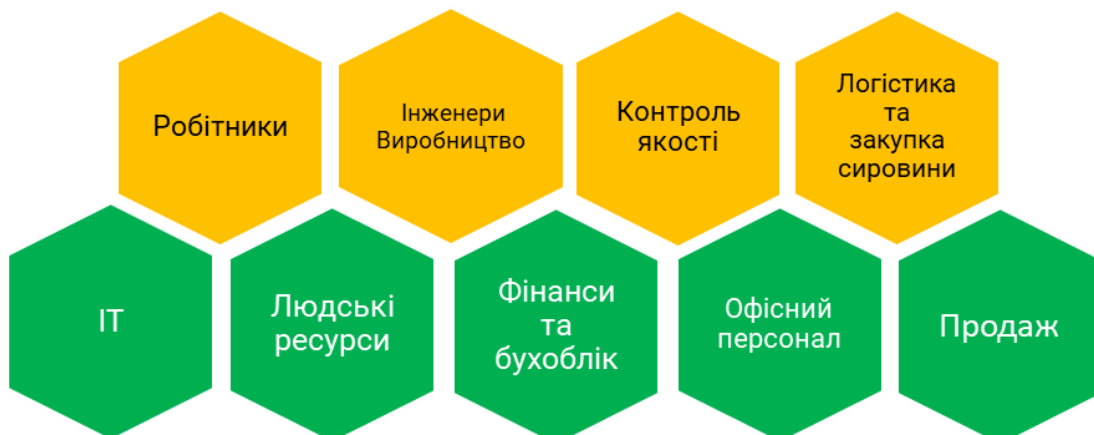 Робітники
Інженери
Виробництво
Контроль
якості
Логістика
та
закупка
сировини
ІТ
Людські
ресурси
Фінанси
та
бухоблік
Офісний
персонал
Продаж